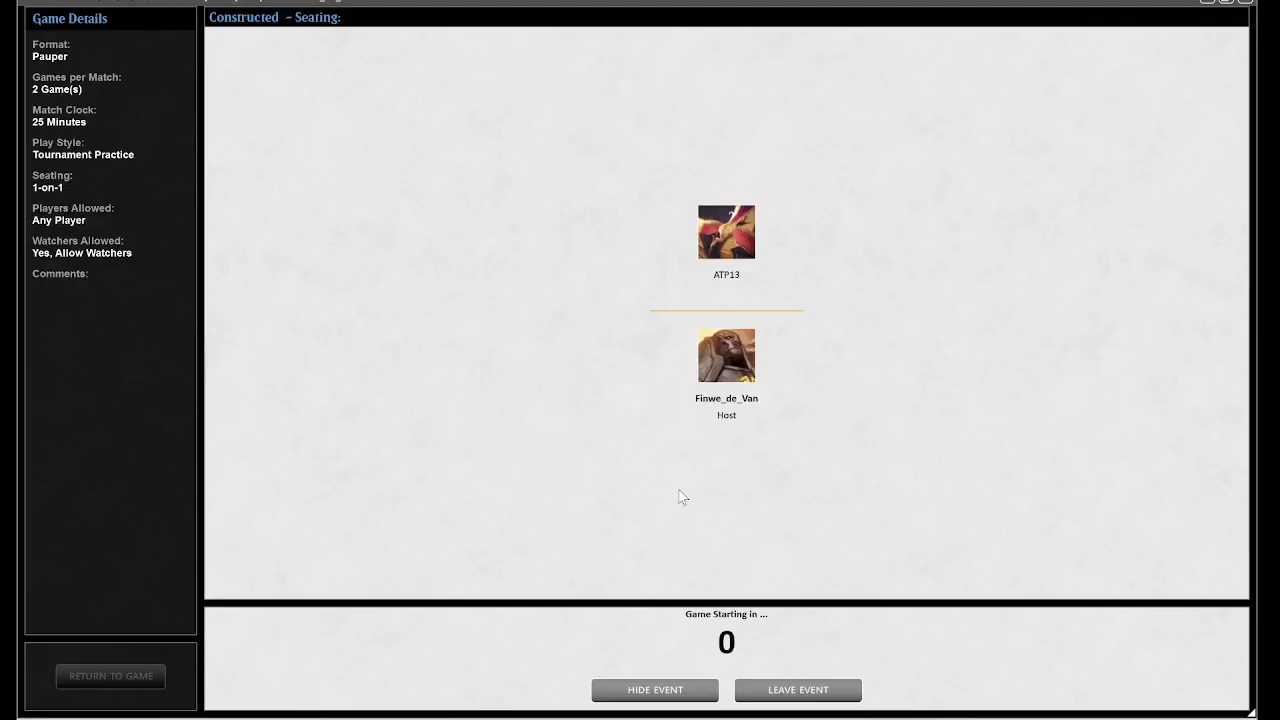 Game Details
Format:
Pauper
Games per Match:
2 Game(s)
Match Clock:
25 Minutes
Play Style:
Tournament Practice
Seating:
1-on-1
Players Allowed:
Any Player
Watchers Allowed:
Yes, Allow Watchers
Comments:
RETURN TO GAME
Constructed - Seating:
ATP13
Finwe_de_Van
Host
Game Starting in ...
0
HIDE EVENT
LEAVE EVENT